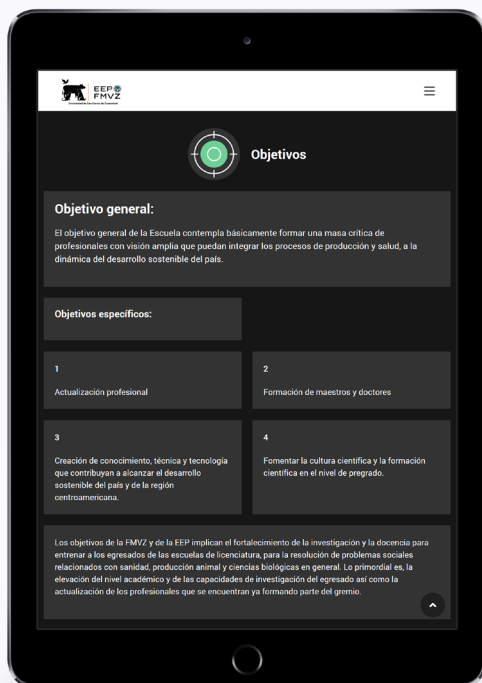 EEP
FMVZ
Universidad de San Carlos de Guatemala
Objetivos
Objetivo general:
El objetivo general de la Escuela contempla básicamente formar una masa crítica de
profesionales con visión amplia que puedan integrar los procesos de producción y salud, a la
dinámica del desarrollo sostenible del país.
Objetivos específicos:
1
Actualización profesional
2
Formación de maestros y doctores
3
Creación de conocimiento, técnica y tecnología
que contribuyan a alcanzar el desarrollo
sostenible del país y de la región
centroamericana.
4
Fomentar la cultura científica y la formación
científica en el nivel de pregrado.
Los objetivos de la FMVZ y de la EEP implican el fortalecimiento de la investigación y la docencia para
entrenar a los egresados de las escuelas de licenciatura, para la resolución de problemas sociales
relacionados con sanidad, producción animal y ciencias biológicas en general. Lo primordial es, la
elevación del nivel académico y de las capacidades de investigación del egresado así como la
actualización de los profesionales que se encuentran ya formando parte del gremio.